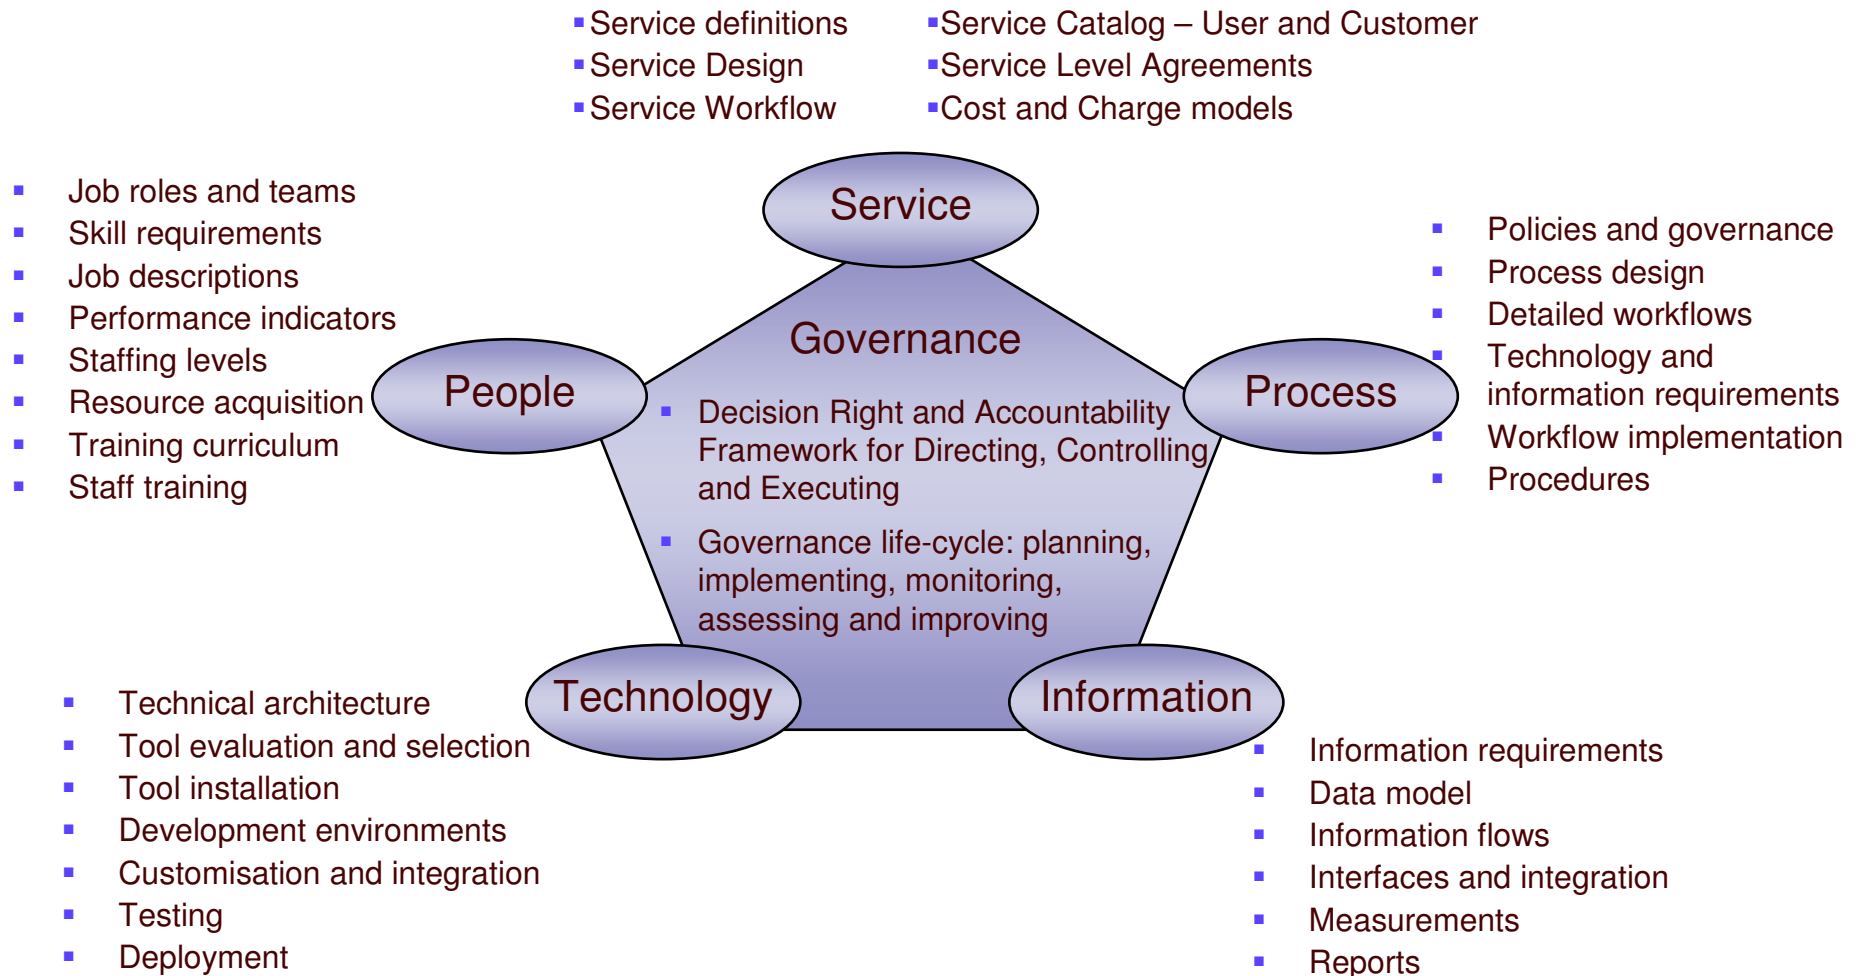 ▪Service definitions
▪Service Design
▪Service Workflow
▪Service Catalog – User and Customer
▪Service Level Agreements
▪Cost and Charge models
Service
▪ Job roles and teams
▪ Skill requirements
▪ Job descriptions
▪ Performance indicators
▪ Staffing levels
▪ Resource acquisition
▪ Training curriculum
▪ Staff training
People
Governance
▪ Decision Right and Accountability
Framework for Directing, Controlling
and Executing
▪ Governance life-cycle: planning,
implementing, monitoring,
assessing and improving
Process
▪ Policies and governance
▪ Process design
▪ Detailed workflows
▪ Technology and
information requirements
▪ Workflow implementation
▪ Procedures
Technology
▪ Technical architecture
▪ Tool evaluation and selection
▪ Tool installation
▪ Development environments
▪ Customisation and integration
▪ Testing
▪ Deployment
Information
▪ Information requirements
▪ Data model
▪ Information flows
▪ Interfaces and integration
▪ Measurements
▪ Reports